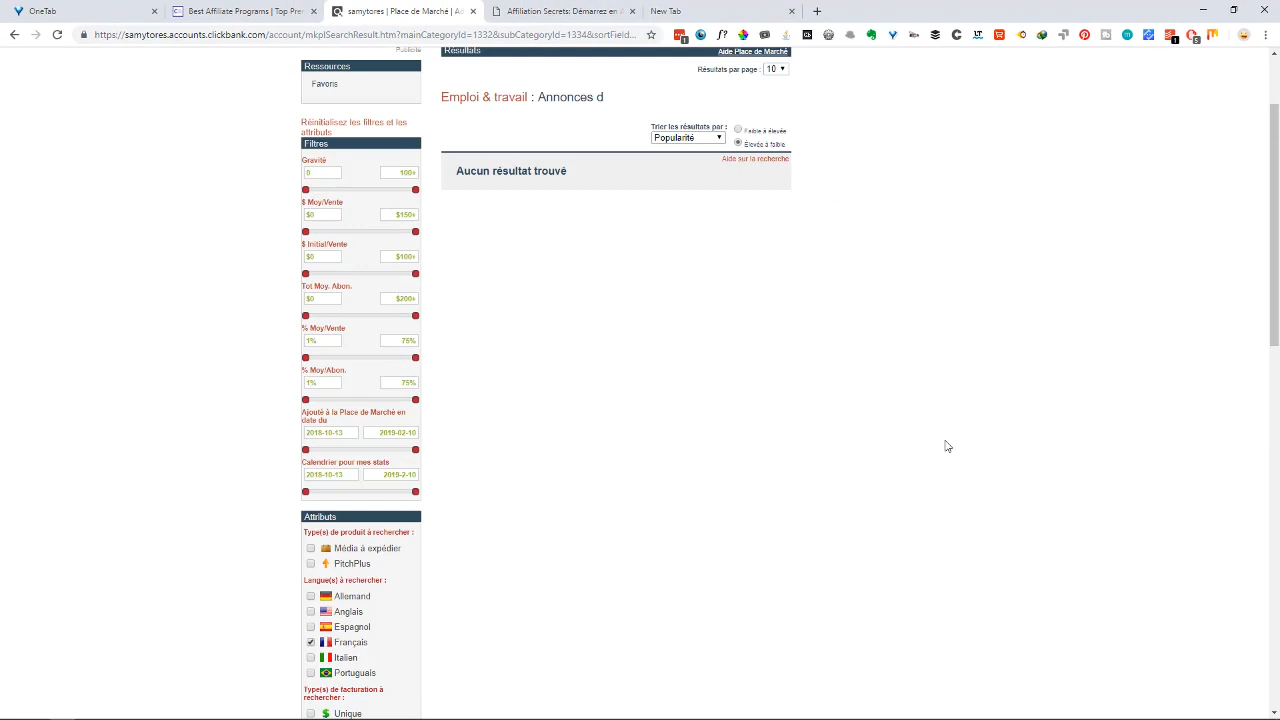 OneTab
Best Affiliate Programs | Top Pre
samytores | Place de Marché | Ac
Affiliation Secrets: Démarez en A
New Tab
https://samytores.accounts.clickbank.com/account/mkplSearchResult.htm?mainCategoryId=1332&subCategoryId=1334&sortField...
Publicité
Résultats
Aide Place de Marché
Ressources
Résultats par page : 10
Favoris
Emploi & travail : Annonces d
Réinitialisez les filtres et les
attributs
Trier les résultats par :
Popularité
Faible à élevée
Élevée à faible
Filtres
Aide sur la recherche
Aucun résultat trouvé
Gravité
0 100+
$ Moy/Vente
$0 $150+
$ Initial/Vente
$0 $100+
Tot Moy. Abon.
$0 $200+
% Moy/Vente
1% 75%
% Moy/Abon.
1% 75%
Ajouté à la Place de Marché en
date du
2018-10-13 2019-02-10
Calendrier pour mes stats
2018-10-13 2019-2-10
Attributs
Type(s) de produit à rechercher :
Média à expédier
PitchPlus
Langue(s) à rechercher :
Allemand
Anglais
Espagnol
Français
Italien
Portuguais
Type(s) de facturation à
rechercher :
Unique